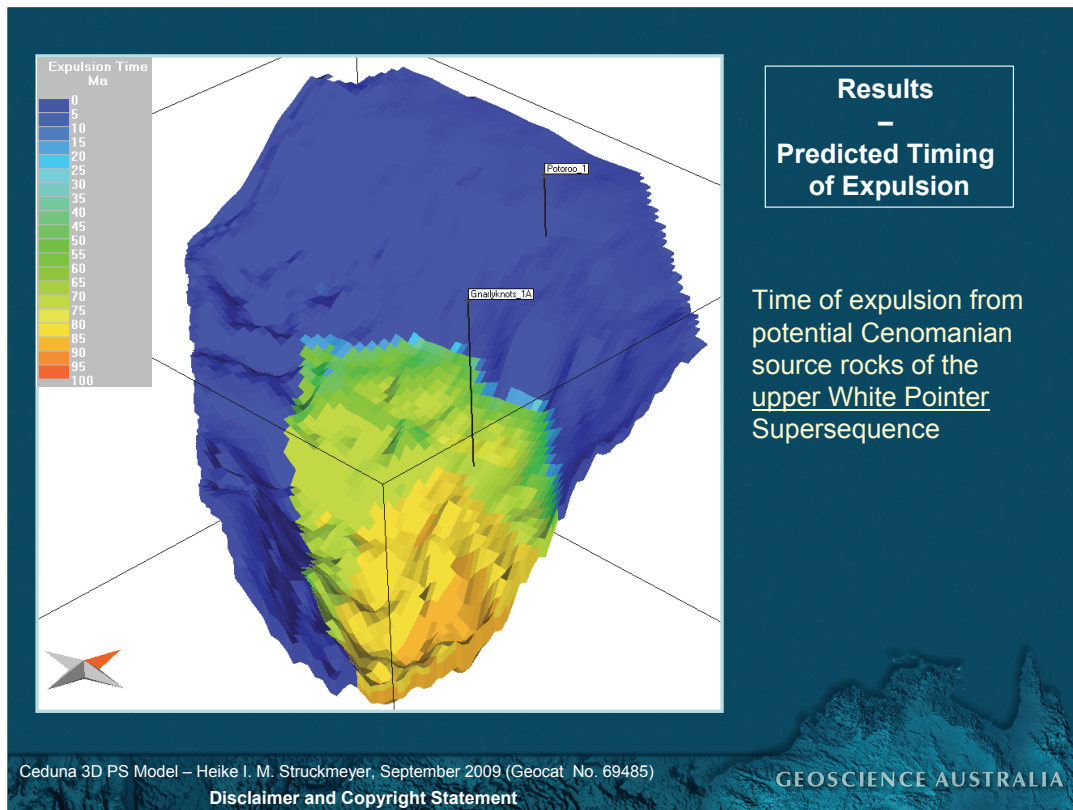 Expulsion Time
Ma
0
5
10
15
20
25
30
35
40
45
50
55
60
65
70
75
80
85
90
95
100
Potoroo_1
Gnarlyknots_1A
Results
–
Predicted Timing
of Expulsion
Time of expulsion from
potential Cenomanian
source rocks of the
upper White Pointer
Supersequence
Ceduna 3D PS Model – Heike I. M. Struckmeyer, September 2009 (Geocat No. 69485)
Disclaimer and Copyright Statement
GEOSCIENCE AUSTRALIA